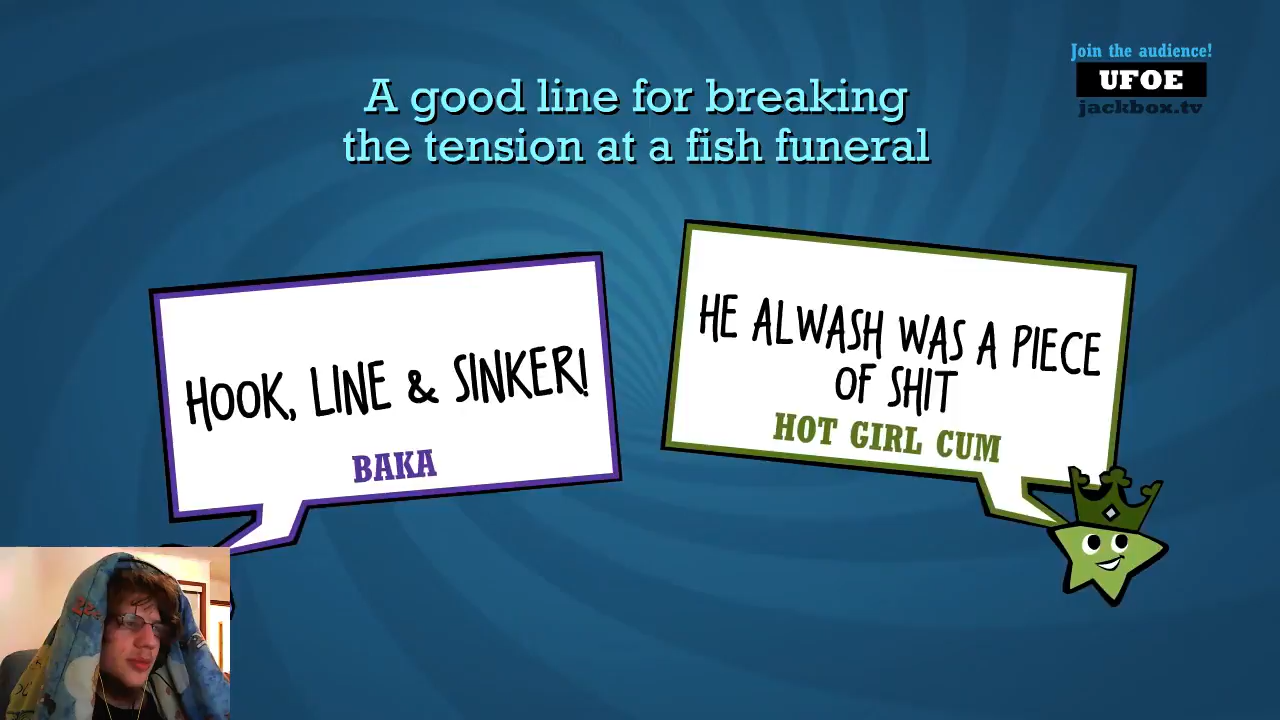 Join the audience!
UFOE
jackbox.tv
A good line for breaking
the tension at a fish funeral
HOOK, LINE & SINKER!
BAKA
HE ALWASH WAS A PIECE
OF SHIT
HOT GIRL CUM